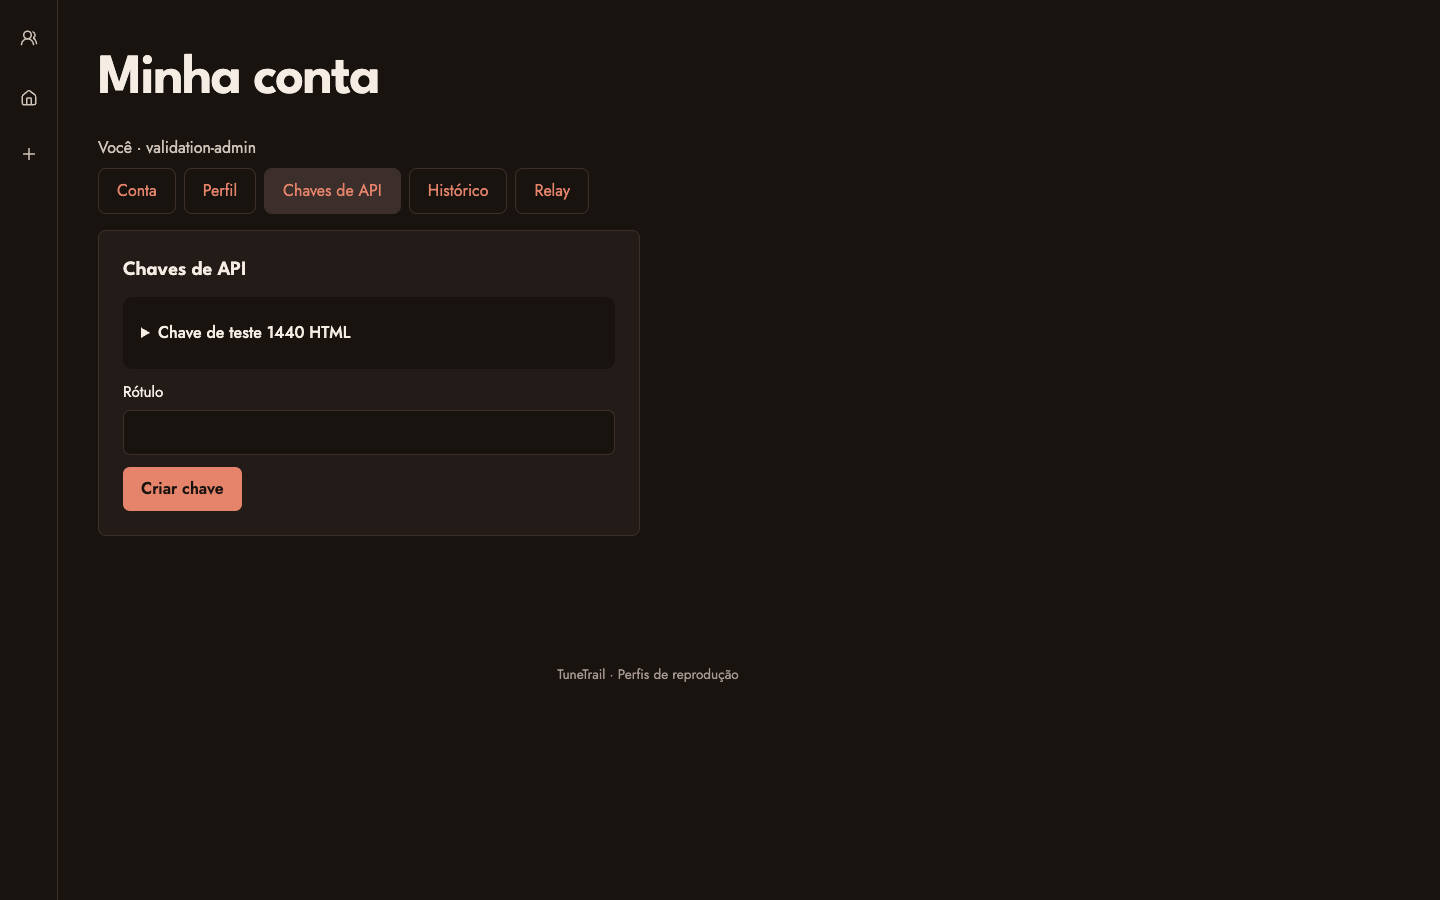 Minha conta
Você · validation-admin
Conta
Perfil
Chaves de API
Histórico
Relay
Chaves de API
Chave de teste 1440 HTML
Rótulo
Criar chave
TuneTrail · Perfis de reprodução